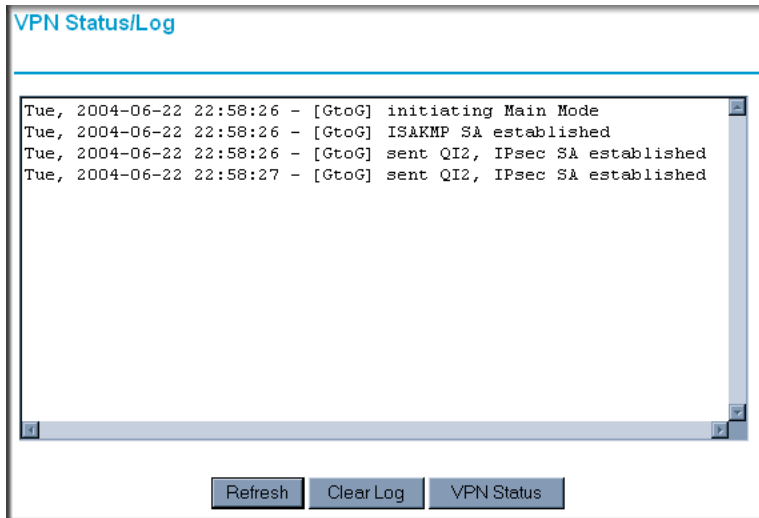 VPN Status/Log
Tue, 2004-06-22 22:58:26 - [GtoG] initiating Main Mode
Tue, 2004-06-22 22:58:26 - [GtoG] ISAKMP SA established
Tue, 2004-06-22 22:58:26 - [GtoG] sent QI2, IPsec SA established
Tue, 2004-06-22 22:58:27 - [GtoG] sent QI2, IPsec SA established
Refresh Clear Log VPN Status